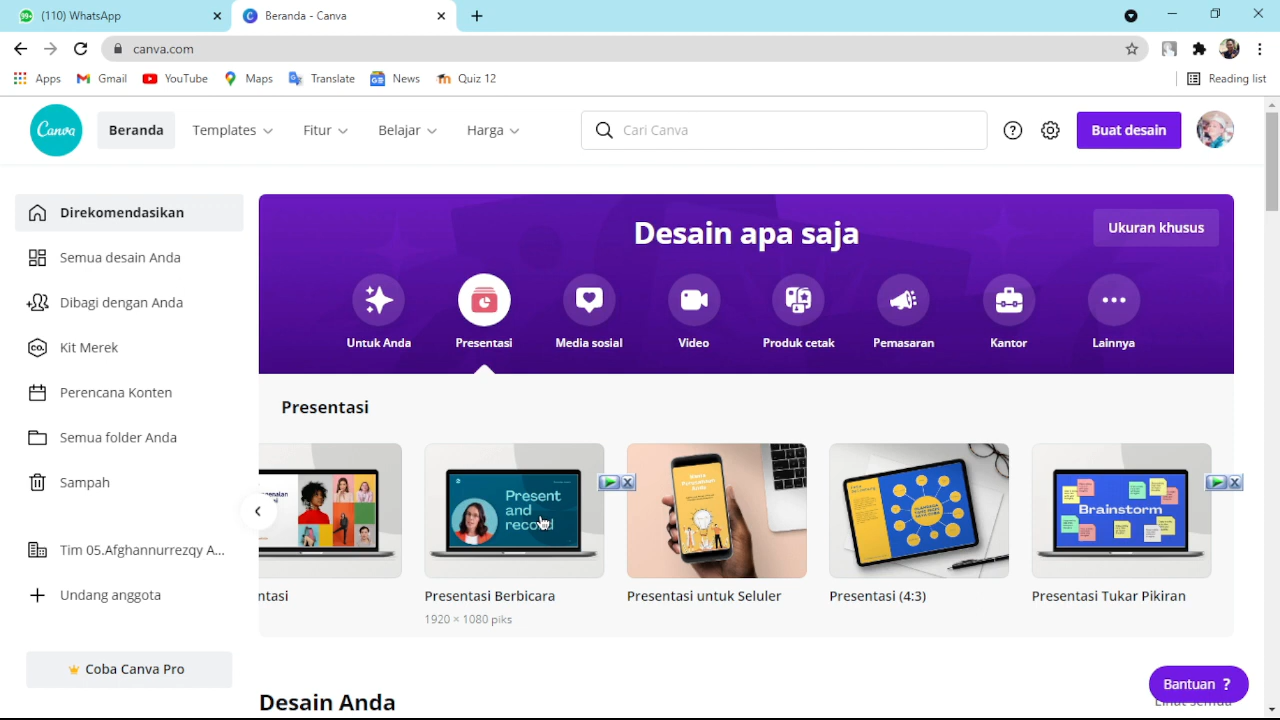 (110) WhatsApp
Beranda - Canva
canva.com
Apps
Gmail
YouTube
Maps
Translate
News
Quiz 12
Reading list
Canva
Beranda
Templates
Fitur
Belajar
Harga
Cari Canva
Buat desain
Direkomendasikan
Semua desain Anda
Dibagi dengan Anda
Kit Merek
Perencana Konten
Semua folder Anda
Sampah
Tim 05.Afghannurrezqy A...
Undang anggota
Coba Canva Pro
Desain apa saja
Ukuran khusus
Untuk Anda
Presentasi
Media sosial
Video
Produk cetak
Pemasaran
Kantor
Lainnya
Presentasi
Present
and
record
Brainstorm
ntasi
Presentasi Berbicara
1920 × 1080 piks
Presentasi untuk Seluler
Presentasi (4:3)
Presentasi Tukar Pikiran
Desain Anda
Bantuan ?
Lihat semua